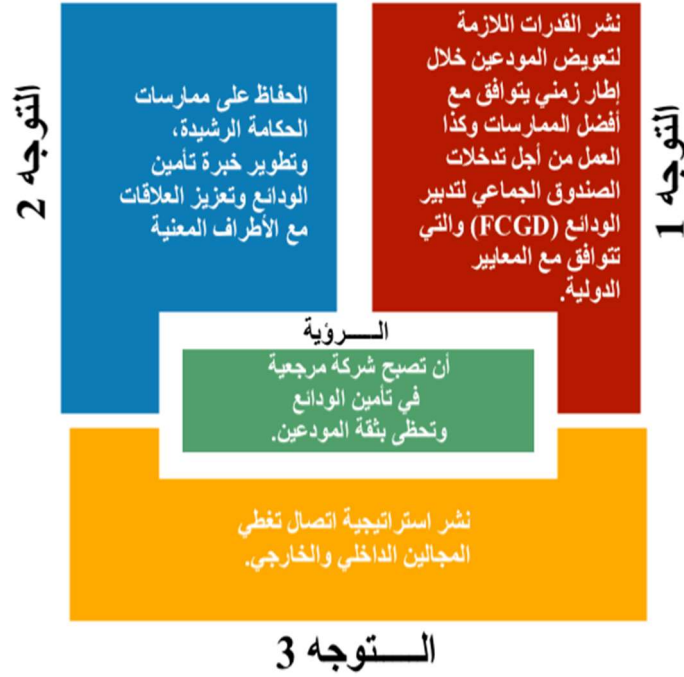 التوجه 1
نشر القدرات اللازمة
لتعويض المودعين خلال
إطار زمني يتوافق مع
أفضل الممارسات وكذا
العمل من أجل تدخلات
الصندوق الجماعي لتدبير
الودائع (FCGD) والتي
تتوافق مع المعايير
الدولية.
التوجه 2
الحفاظ على ممارسات
الحكامة الرشيدة،
وتطوير خبرة تأمين
الودائع وتعزيز العلاقات
مع الأطراف المعنية
الـــــرؤية
أن تصبح شركة مرجعية
في تأمين الودائع
وتحظى بثقة المودعين.
نشر استراتيجية اتصال تغطي
المجالين الداخلي والخارجي.
الـــــتوجه 3